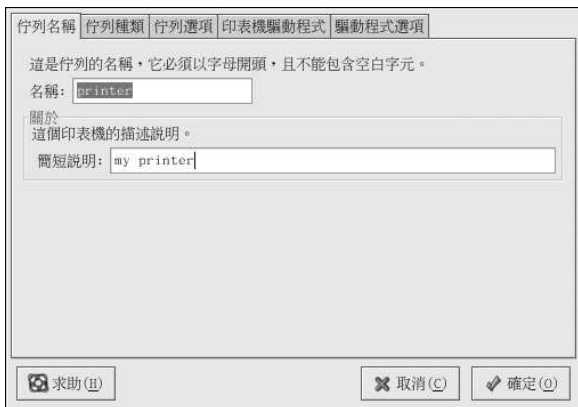 佇列名稱 佇列種類 佇列選項 印表機驅動程式 驅動程式選項
這是佇列的名稱，它必須以字母開頭，且不能包含空白字元。
名稱: printer
關於
這個印表機的描述說明。
簡短說明: my printer
求助(H) 取消(C) 確定(O)